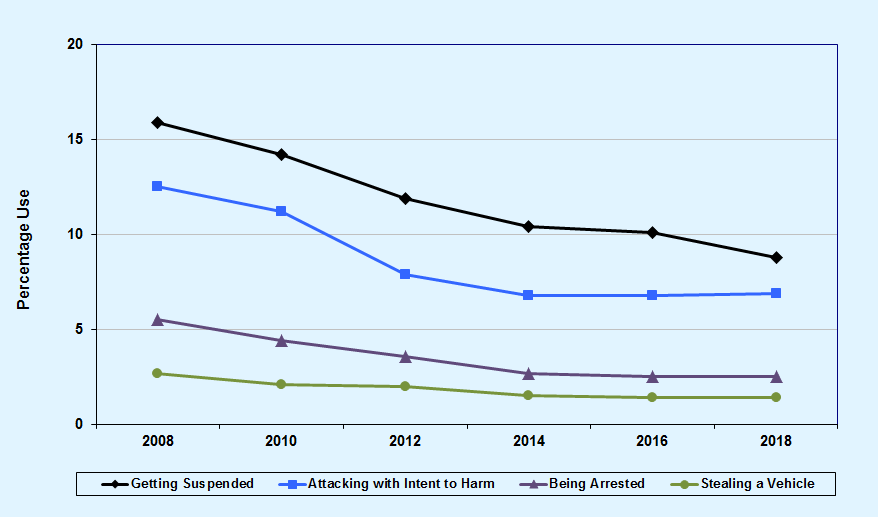 20
15
10
5
0
Percentage Use
2008 2010 2012 2014 2016 2018
Getting Suspended Attacking with Intent to Harm Being Arrested Stealing a Vehicle